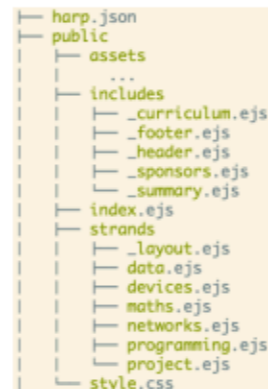 ├── harp.json
├── public
│   ├── assets
│   │   ...
│   ├── includes
│   │   ├── _curriculum.ejs
│   │   ├── _footer.ejs
│   │   ├── _header.ejs
│   │   ├── _sponsors.ejs
│   │   └── _summary.ejs
│   ├── index.ejs
│   ├── strands
│   │   ├── _layout.ejs
│   │   ├── data.ejs
│   │   ├── devices.ejs
│   │   ├── maths.ejs
│   │   ├── networks.ejs
│   │   ├── programming.ejs
│   │   └── project.ejs
│   └── style.css